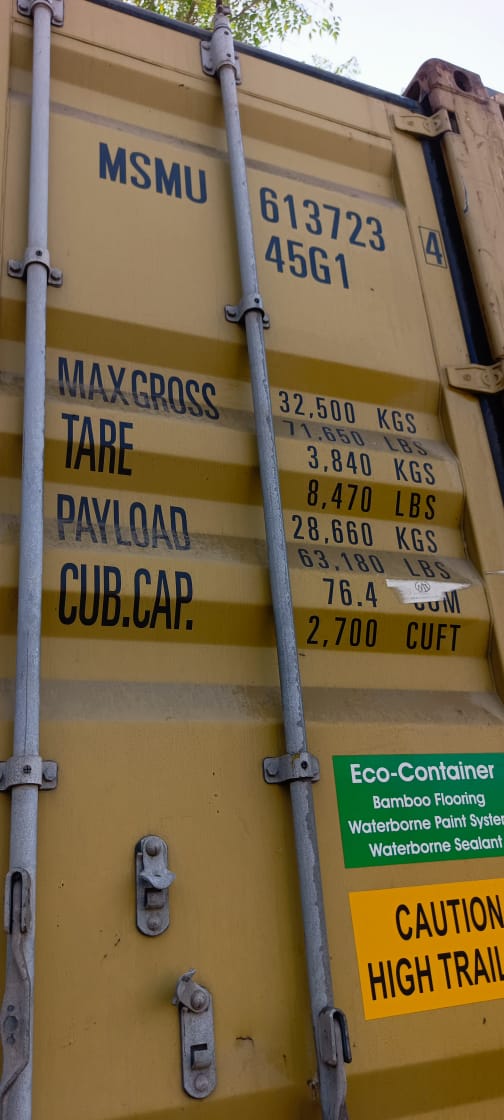 MSMU 613723 4
45G1
MAXGROSS 32,500 KGS
71,650 LBS
TARE 3,840 KGS
8,470 LBS
PAYLOAD 28,660 KGS
63,180 LBS
CUB.CAP. 76.4 CUM
2,700 CUFT
Eco-Container
Bamboo Flooring
Waterborne Paint System
Waterborne Sealant
CAUTION
HIGH TRAIL